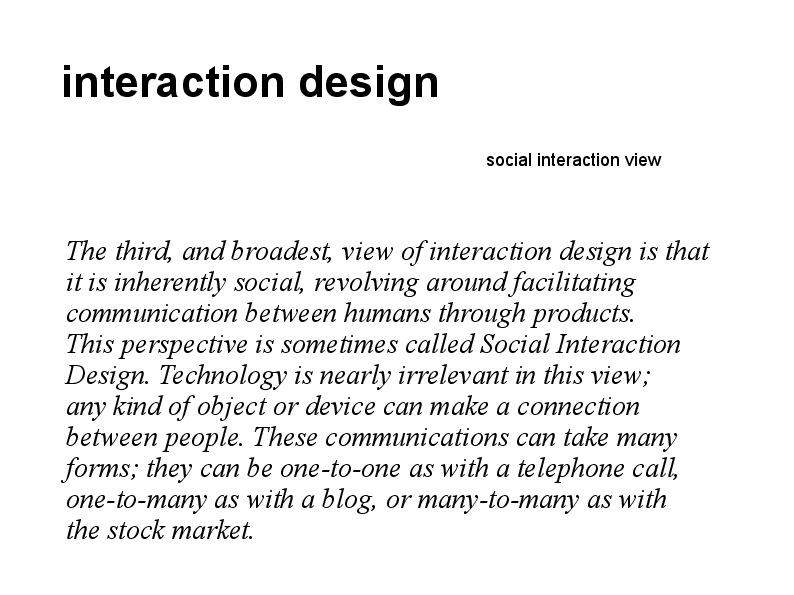 interaction design
social interaction view
The third, and broadest, view of interaction design is that
it is inherently social, revolving around facilitating
communication between humans through products.
This perspective is sometimes called Social Interaction
Design. Technology is nearly irrelevant in this view;
any kind of object or device can make a connection
between people. These communications can take many
forms; they can be one-to-one as with a telephone call,
one-to-many as with a blog, or many-to-many as with
the stock market.